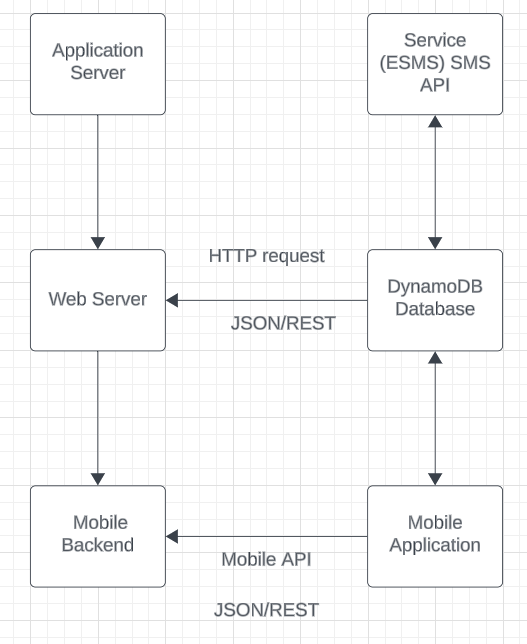 Application
Server
Service
(ESMS) SMS
API
HTTP request
Web Server
DynamoDB
Database
JSON/REST
Mobile
Backend
Mobile
Application
Mobile API
JSON/REST